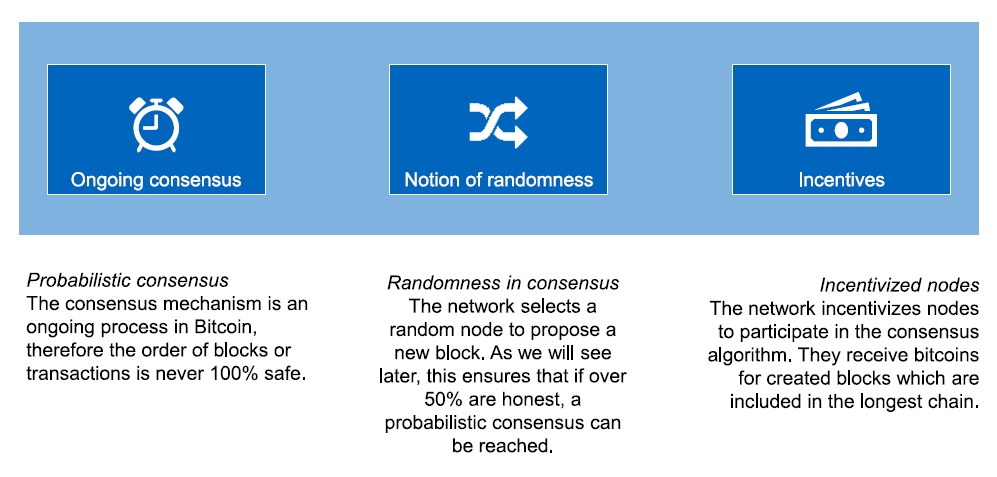 Ongoing consensus
Notion of randomness
Incentives
Probabilistic consensus
The consensus mechanism is an
ongoing process in Bitcoin,
therefore the order of blocks or
transactions is never 100% safe.
Randomness in consensus
The network selects a
random node to propose a
new block. As we will see
later, this ensures that if over
50% are honest, a
probabilistic consensus can
be reached.
Incentivized nodes
The network incentivizes nodes
to participate in the consensus
algorithm. They receive bitcoins
for created blocks which are
included in the longest chain.